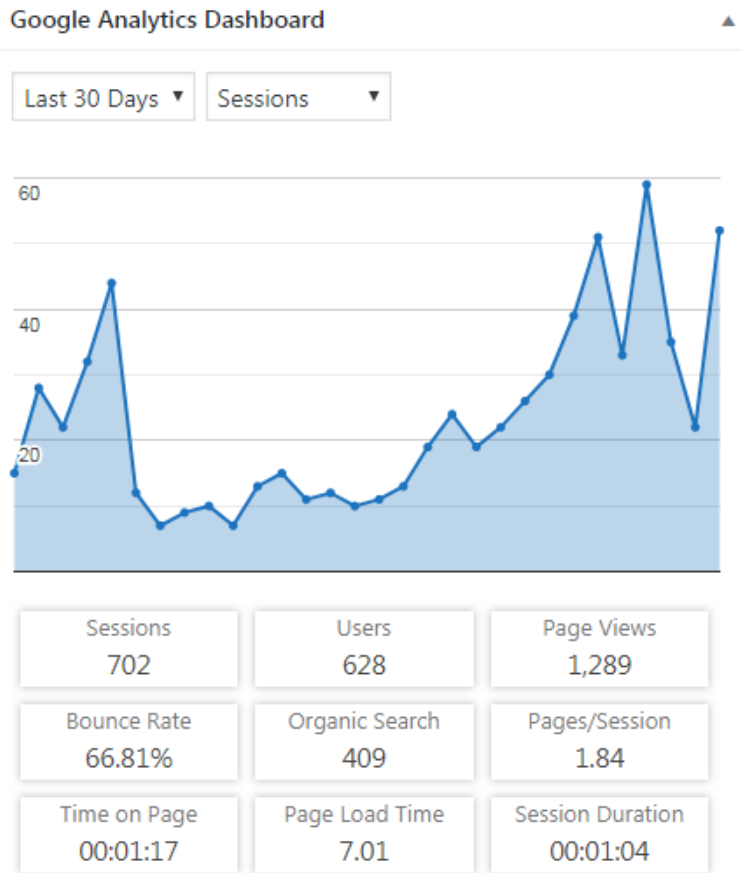 Google Analytics Dashboard ▲
Last 30 Days ▼ Sessions ▼
60
40
20
Sessions Users Page Views
702 628 1,289
Bounce Rate Organic Search Pages/Session
66.81% 409 1.84
Time on Page Page Load Time Session Duration
00:01:17 7.01 00:01:04